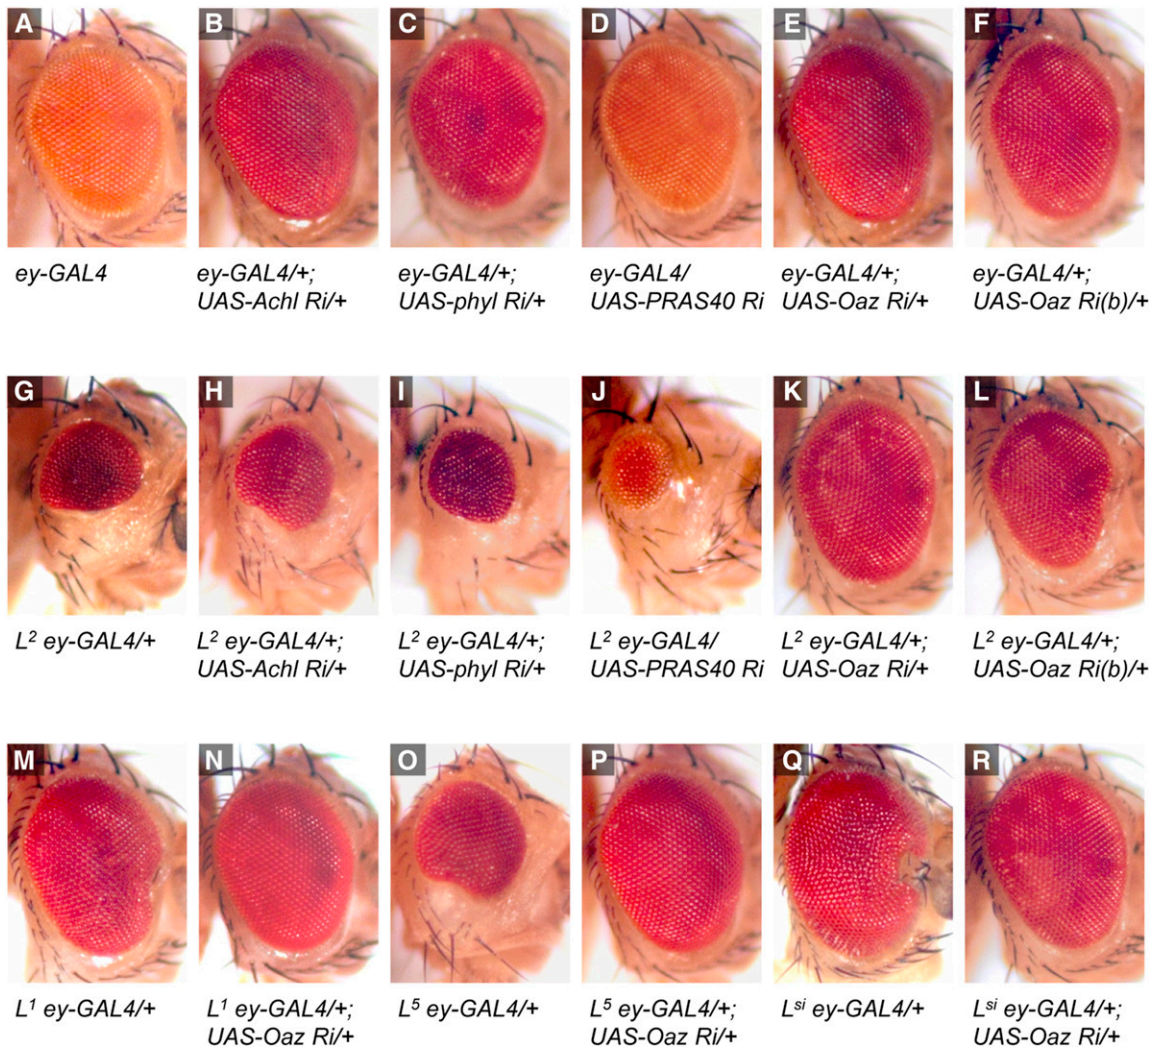 A B C D E F
ey-GAL4 ey-GAL4/+; ey-GAL4/+; ey-GAL4/ ey-GAL4/+; ey-GAL4/+;
UAS-Achl Ri/+ UAS-phyl Ri/+ UAS-PRAS40 Ri UAS-Oaz Ri/+ UAS-Oaz Ri(b)/+
G H I J K L
L² ey-GAL4/+ L² ey-GAL4/+; L² ey-GAL4/+; L² ey-GAL4/ L² ey-GAL4/+; L² ey-GAL4/+;
UAS-Achl Ri/+ UAS-phyl Ri/+ UAS-PRAS40 Ri UAS-Oaz Ri/+ UAS-Oaz Ri(b)/+
M N O P Q R
L¹ ey-GAL4/+ L¹ ey-GAL4/+; L⁵ ey-GAL4/+ L⁵ ey-GAL4/+; Lˢⁱ ey-GAL4/+ Lˢⁱ ey-GAL4/+;
UAS-Oaz Ri/+ UAS-Oaz Ri/+ UAS-Oaz Ri/+